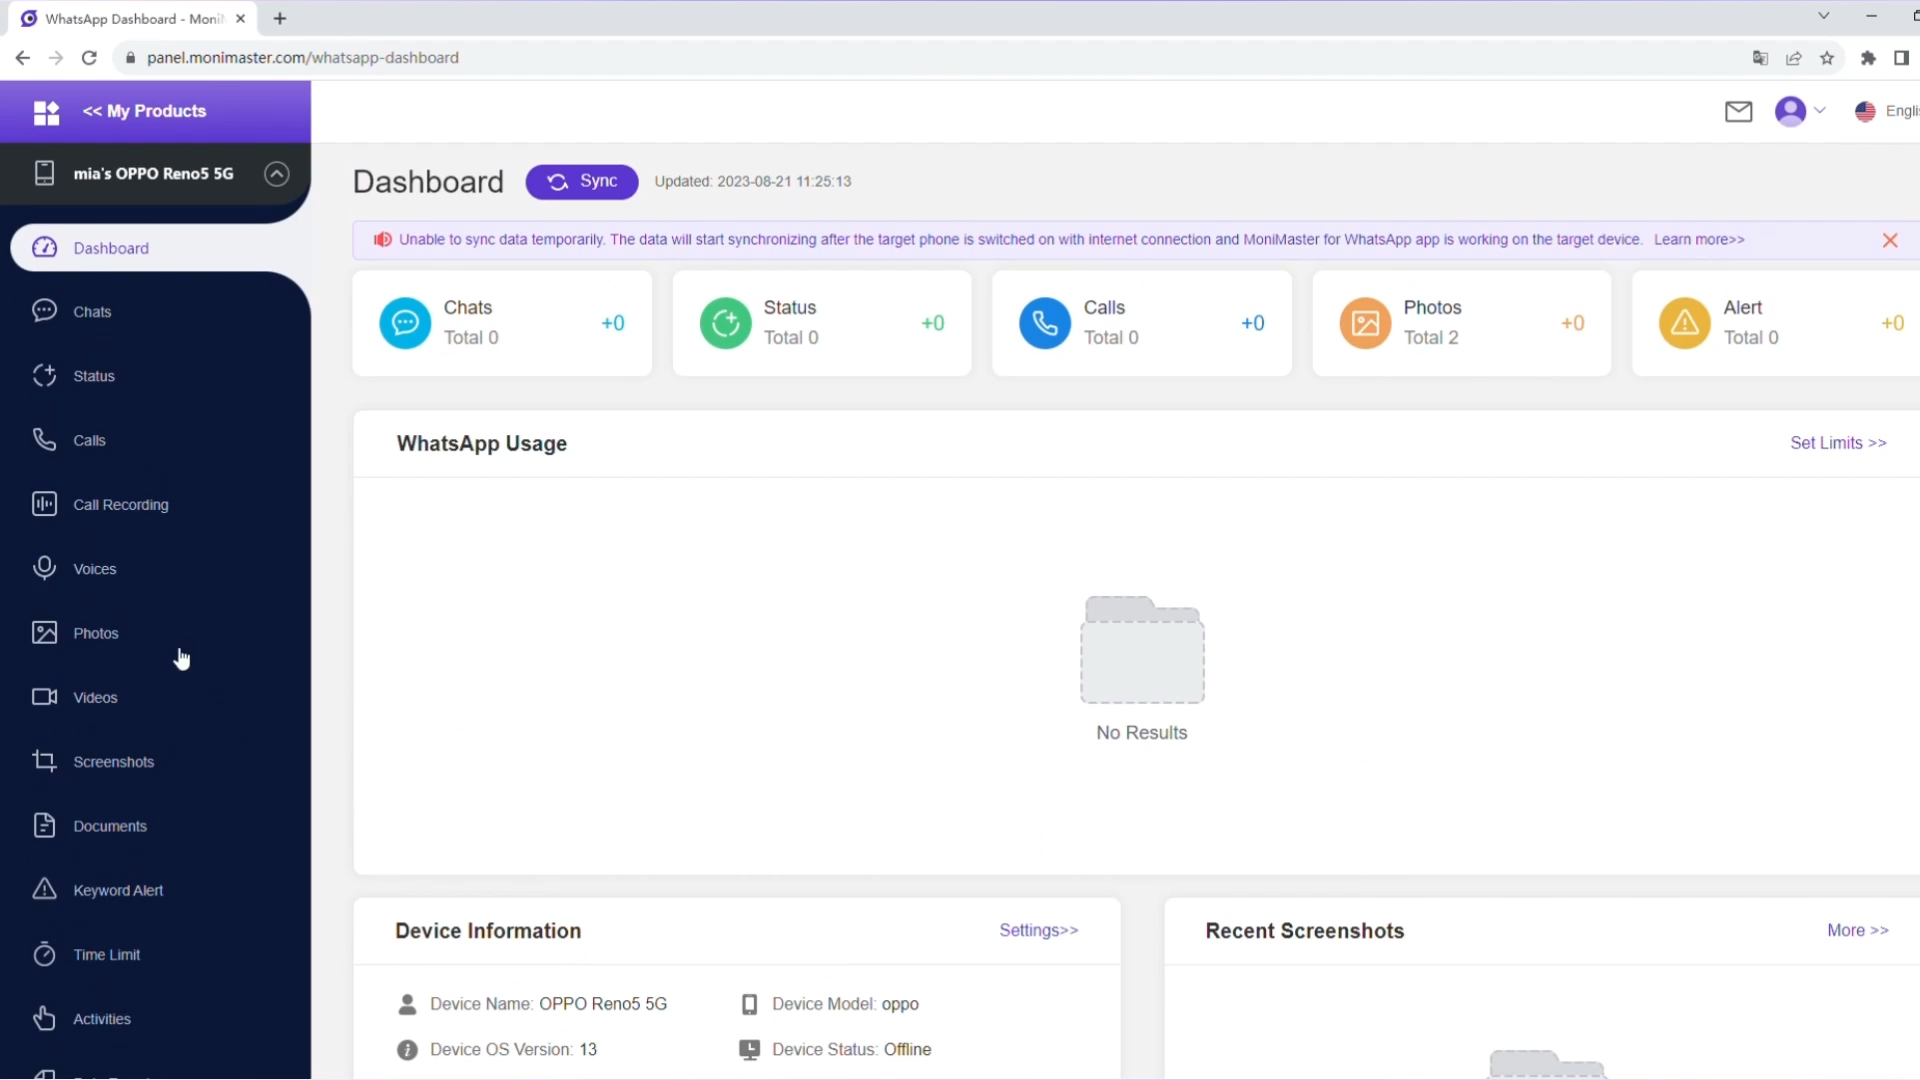 WhatsApp Dashboard - Moni
panel.monimaster.com/whatsapp-dashboard
<< My Products
Englis
mia's OPPO Reno5 5G
Dashboard
Sync
Updated: 2023-08-21 11:25:13
Unable to sync data temporarily. The data will start synchronizing after the target phone is switched on with internet connection and MoniMaster for WhatsApp app is working on the target device. Learn more>>
Dashboard
Chats
Status
Calls
Call Recording
Voices
Photos
Videos
Screenshots
Documents
Keyword Alert
Time Limit
Activities
Chats
Total 0
+0
Status
Total 0
+0
Calls
Total 0
+0
Photos
Total 2
+0
Alert
Total 0
+0
WhatsApp Usage
Set Limits >>
No Results
Device Information
Settings>>
Device Name: OPPO Reno5 5G
Device Model: oppo
Device OS Version: 13
Device Status: Offline
Recent Screenshots
More >>